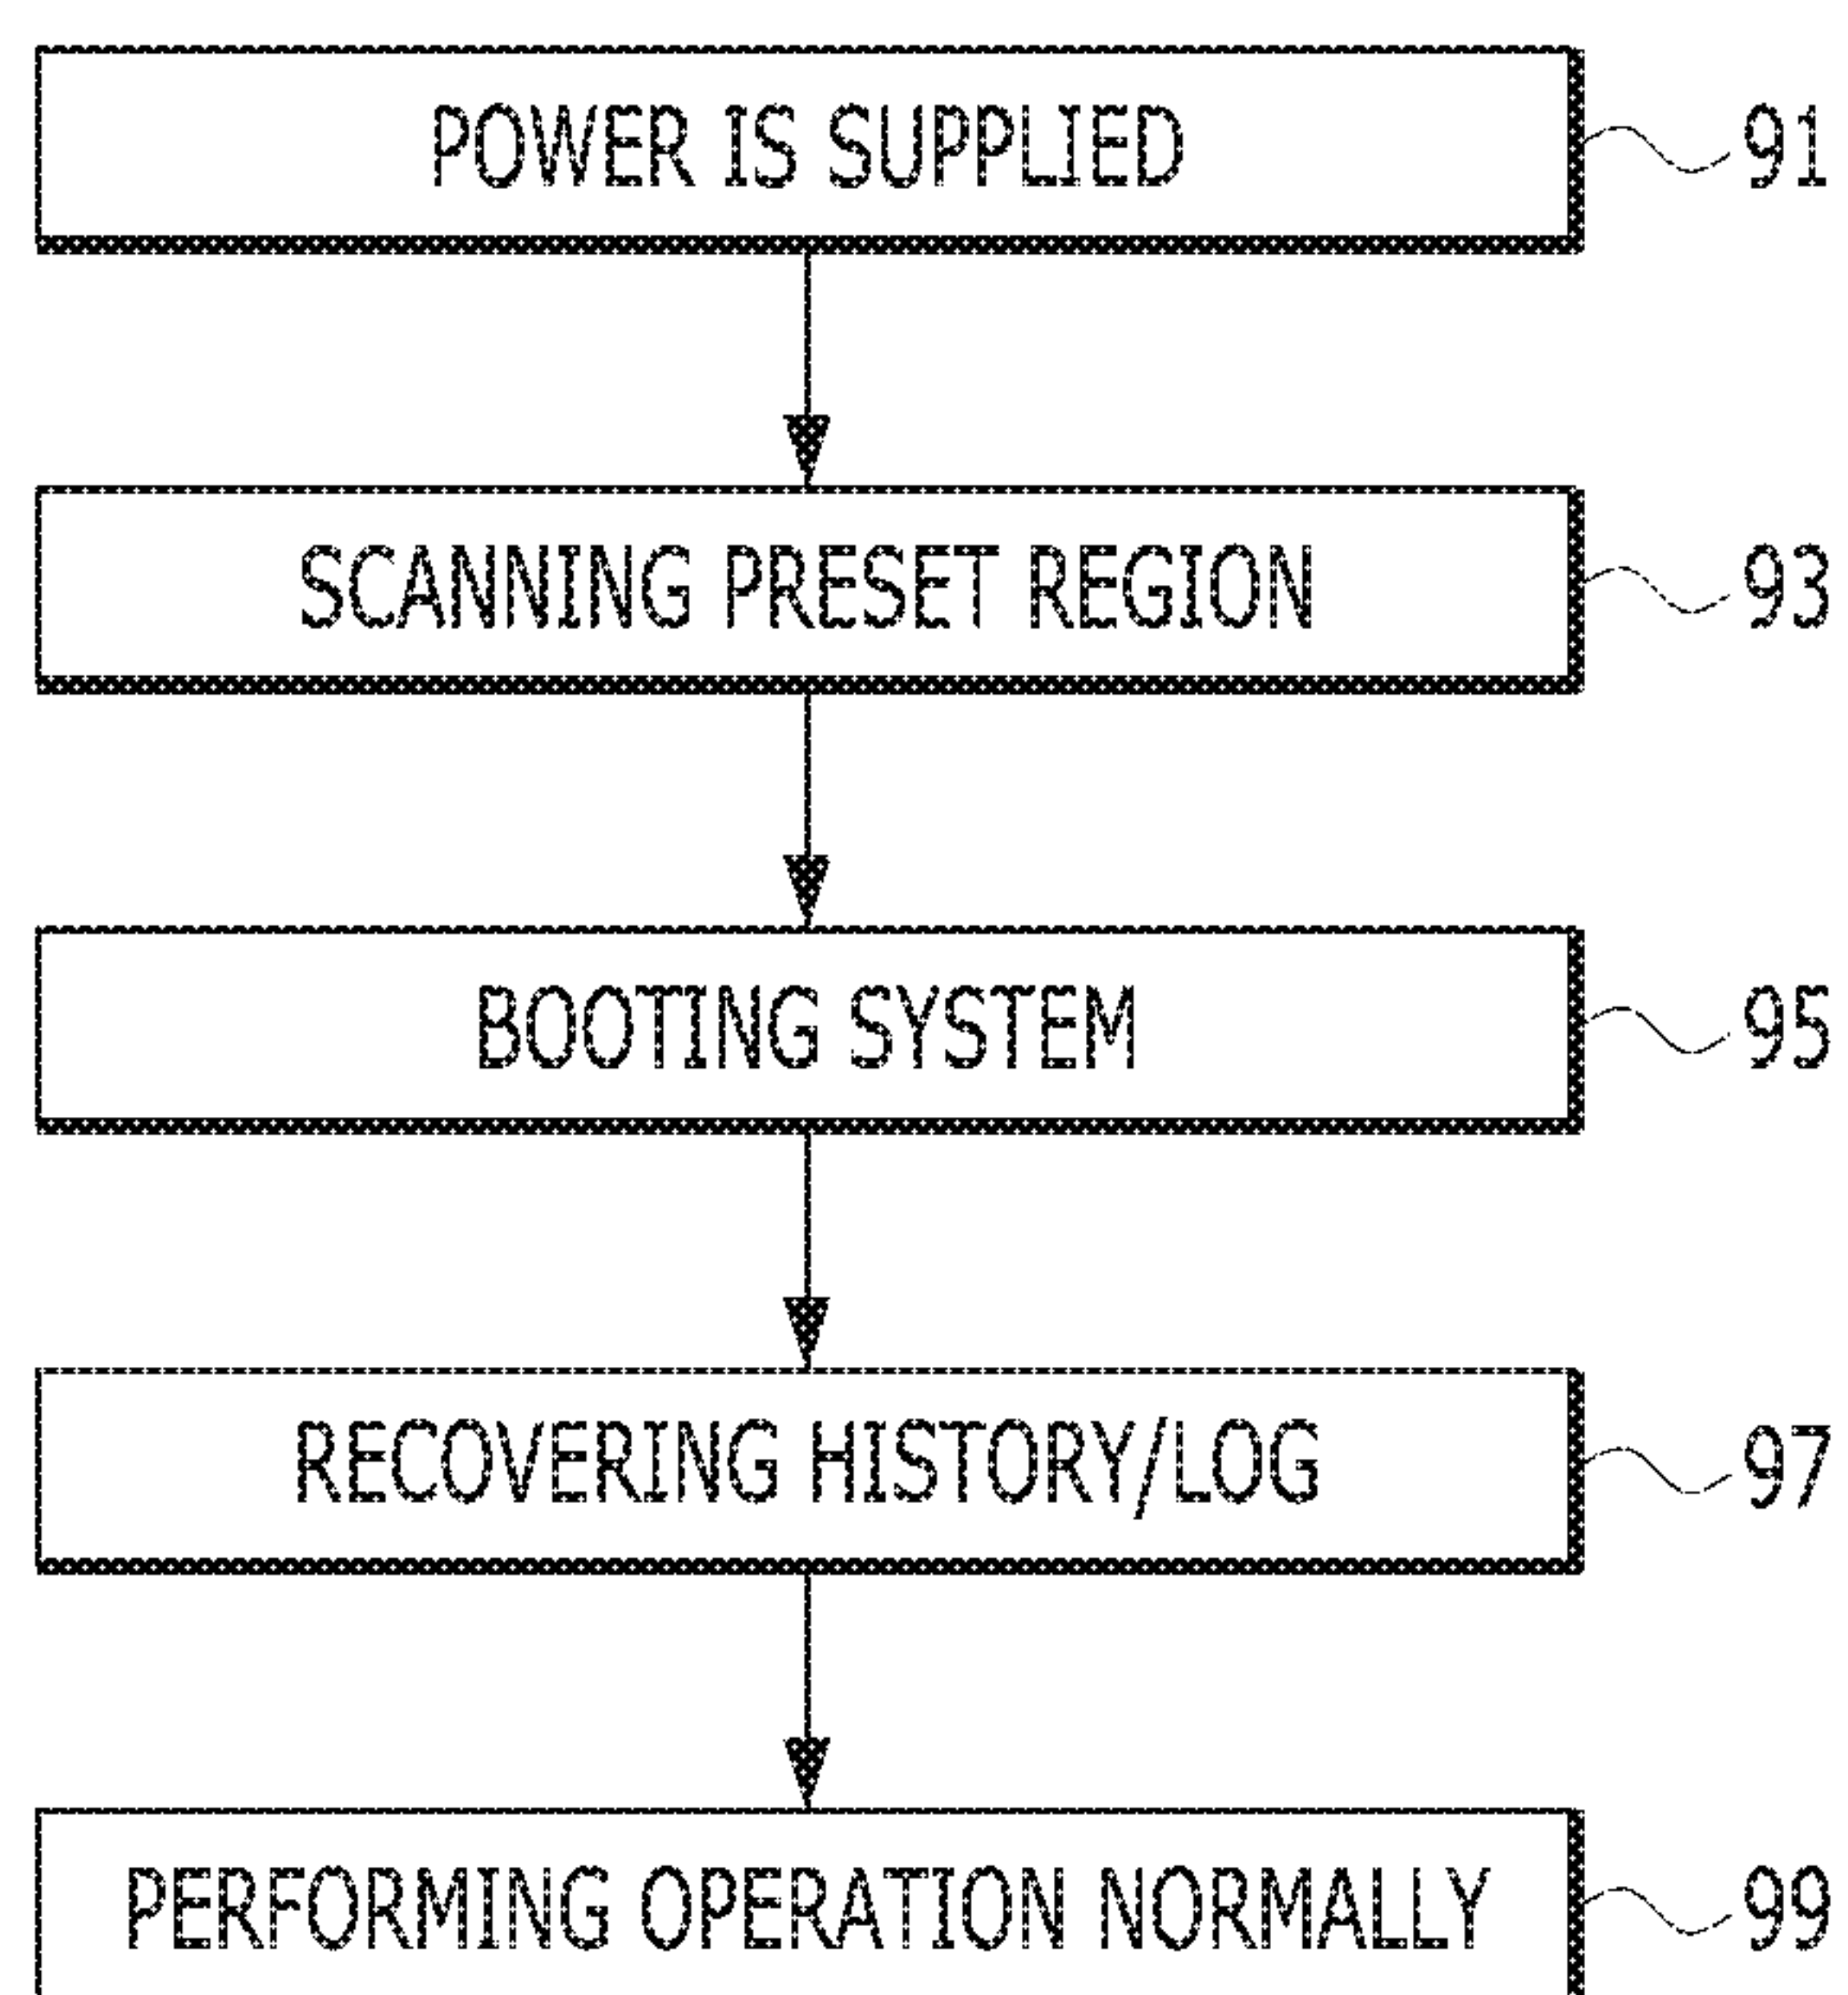 POWER IS SUPPLIED 91
SCANNING PRESET REGION 93
BOOTING SYSTEM 95
RECOVERING HISTORY/LOG 97
PERFORMING OPERATION NORMALLY 99